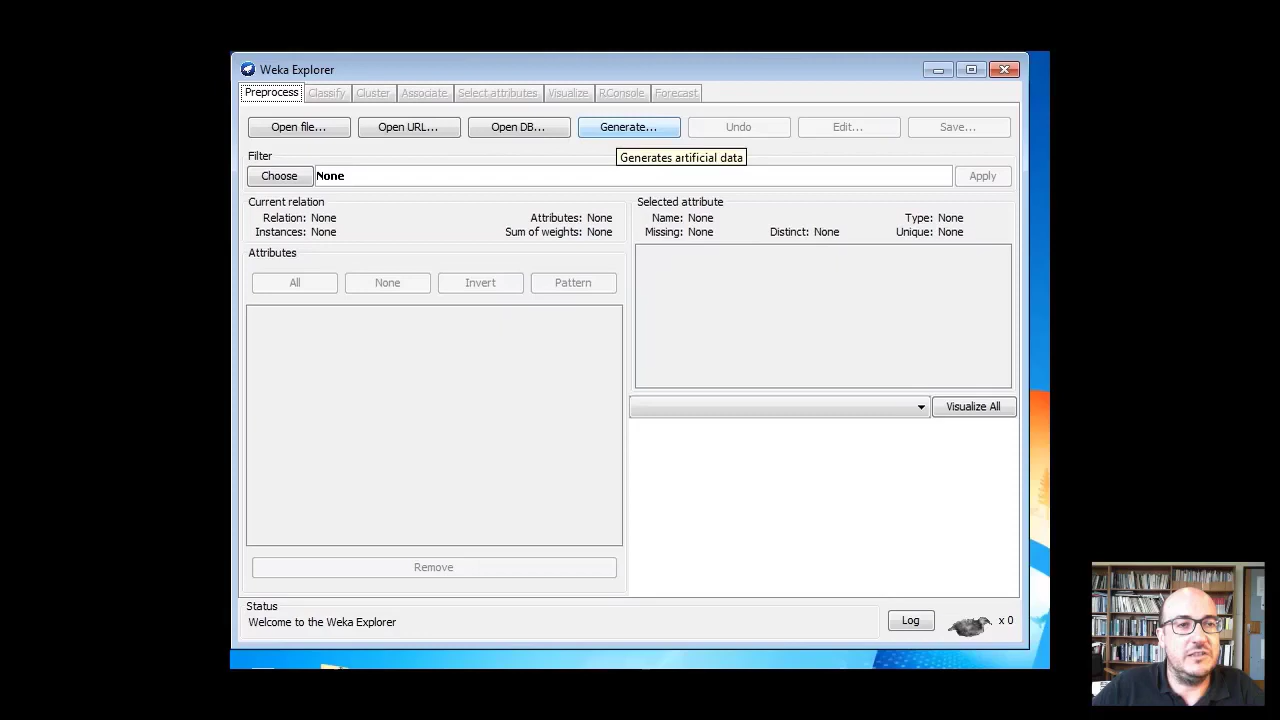 Weka Explorer
Preprocess Classify Cluster Associate Select attributes Visualize RConsole Forecast
Open file... Open URL... Open DB... Generate... Undo Edit... Save...
Generates artificial data
Filter
Choose None Apply
Current relation
Relation: None Attributes: None
Instances: None Sum of weights: None
Selected attribute
Name: None Type: None
Missing: None Distinct: None Unique: None
Attributes
All None Invert Pattern
Visualize All
Remove
Status
Welcome to the Weka Explorer
Log x 0